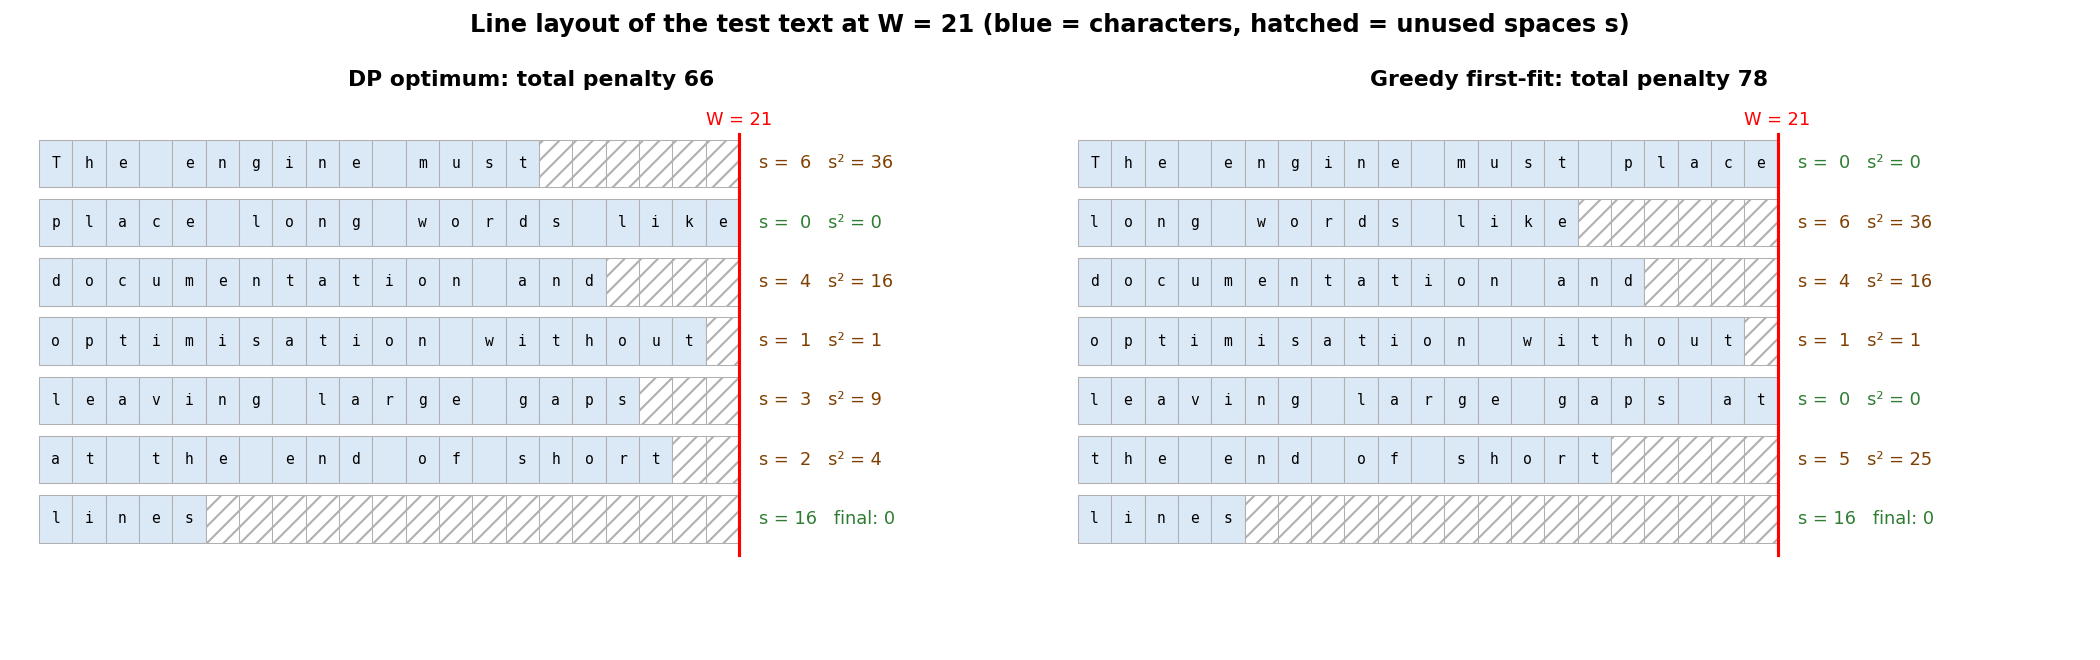 Line layout of the test text at W = 21 (blue = characters, hatched = unused spaces s)
DP optimum: total penalty 66
W = 21
The engine must s = 6 s² = 36
place long words like s = 0 s² = 0
documentation and s = 4 s² = 16
optimisation without s = 1 s² = 1
leaving large gaps s = 3 s² = 9
at the end of short s = 2 s² = 4
lines s = 16 final: 0
Greedy first-fit: total penalty 78
W = 21
The engine must place s = 0 s² = 0
long words like s = 6 s² = 36
documentation and s = 4 s² = 16
optimisation without s = 1 s² = 1
leaving large gaps at s = 0 s² = 0
the end of short s = 5 s² = 25
lines s = 16 final: 0